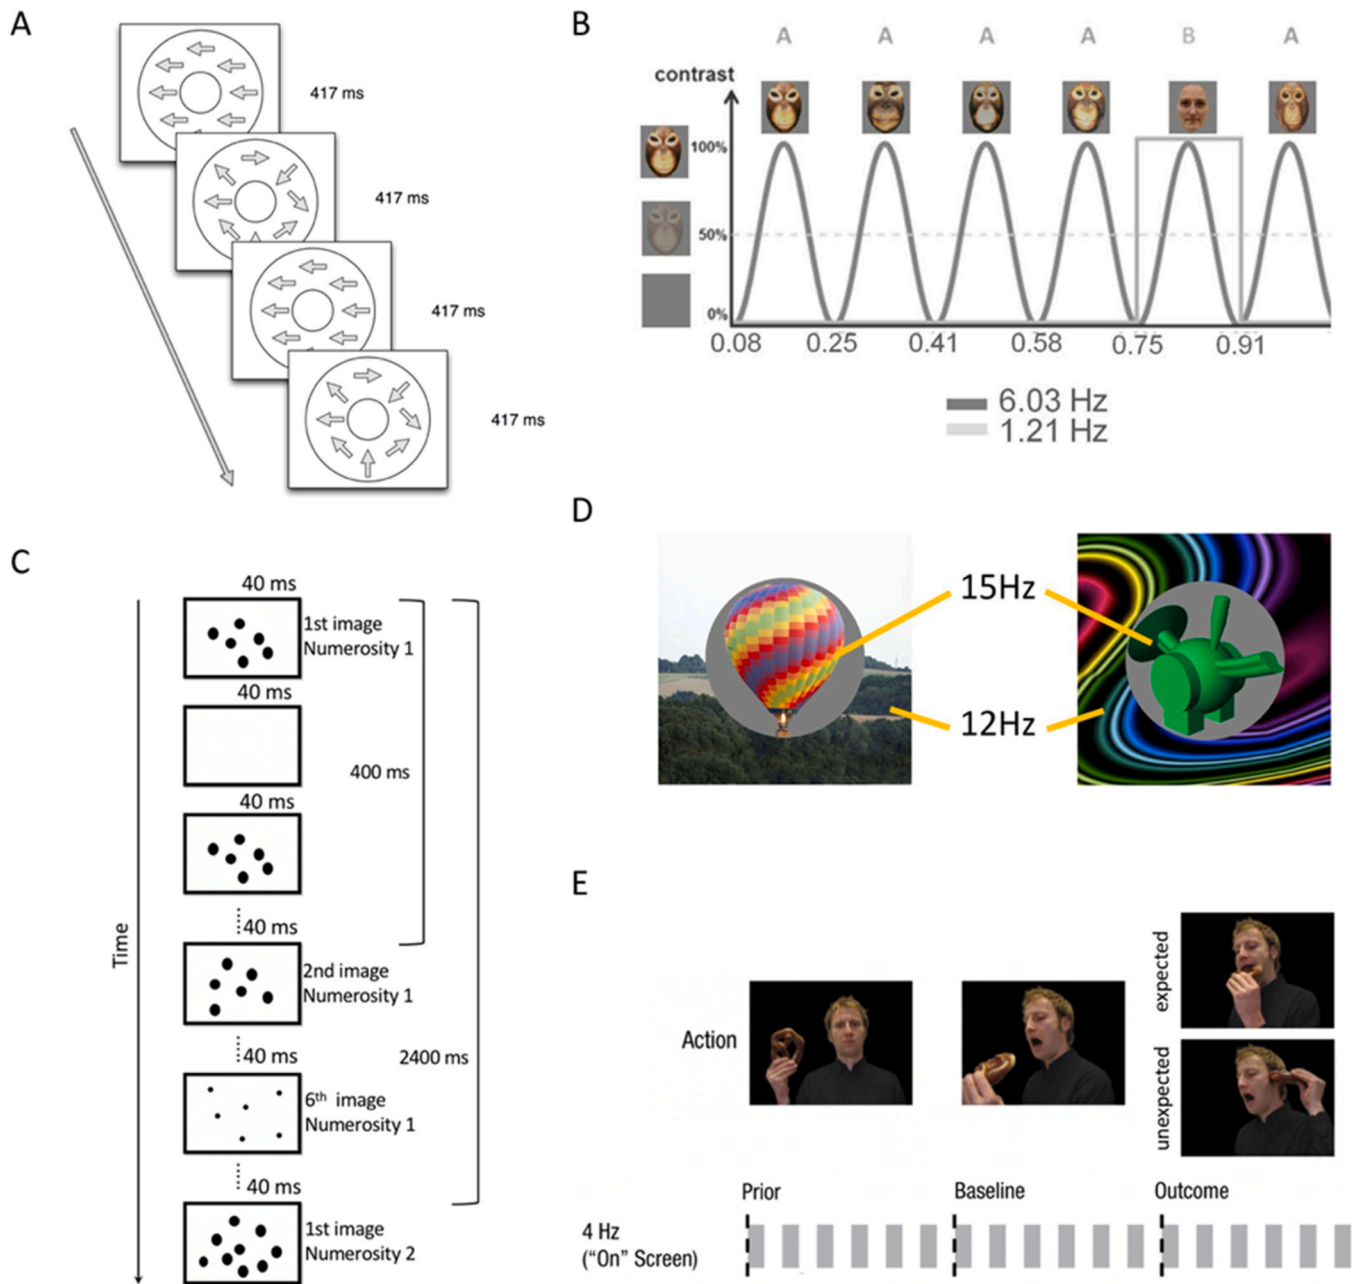 A
417 ms
417 ms
417 ms
417 ms
B
A A A A B A
contrast
100%
50%
0%
0.08 0.25 0.41 0.58 0.75 0.91
6.03 Hz
1.21 Hz
C
Time
40 ms
1st image
Numerosity 1
40 ms
400 ms
40 ms
40 ms
2nd image
Numerosity 1
40 ms
2400 ms
6th image
Numerosity 1
40 ms
1st image
Numerosity 2
D
15Hz
12Hz
E
Action
expected
unexpected
Prior Baseline Outcome
4 Hz
("On" Screen)